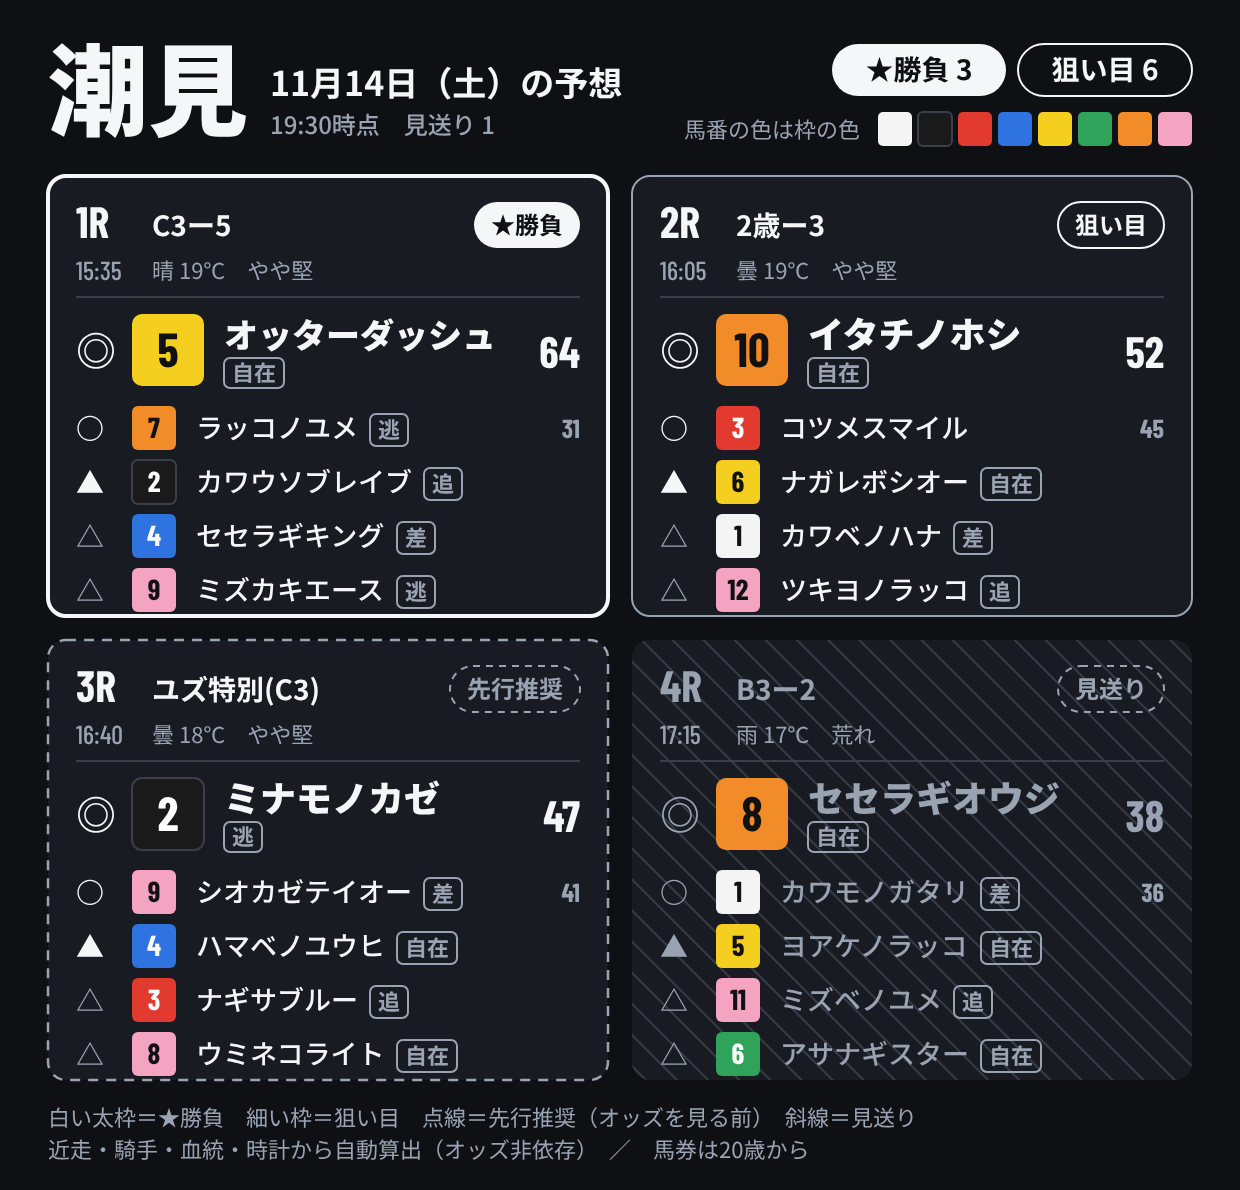 潮見
11月14日（土）の予想
19:30時点　見送り 1
★勝負 3
狙い目 6
馬番の色は枠の色
1R C3ー5 ★勝負
15:35 晴 19℃　やや堅
◎ 5 オッターダッシュ 64
自在
○ 7 ラッコノユメ 逃 31
▲ 2 カワウソブレイブ 追
△ 4 セセラギキング 差
△ 9 ミズカキエース 逃
2R 2歳ー3 狙い目
16:05 曇 19℃　やや堅
◎ 10 イタチノホシ 52
自在
○ 3 コツメスマイル 45
▲ 6 ナガレボシオー 自在
△ 1 カワベノハナ 差
△ 12 ツキヨノラッコ 追
3R ユズ特別(C3) 先行推奨
16:40 曇 18℃　やや堅
◎ 2 ミナモノカゼ 47
逃
○ 9 シオカゼテイオー 差 41
▲ 4 ハマベノユウヒ 自在
△ 3 ナギサブルー 追
△ 8 ウミネコライト 自在
4R B3ー2 見送り
17:15 雨 17℃　荒れ
◎ 8 セセラギオウジ 38
自在
○ 1 カワモノガタリ 差 36
▲ 5 ヨアケノラッコ 自在
△ 11 ミズベノユメ 追
△ 6 アサナギスター 自在
白い太枠＝★勝負　細い枠＝狙い目　点線＝先行推奨（オッズを見る前）　斜線＝見送り
近走・騎手・血統・時計から自動算出（オッズ非依存）　／　馬券は20歳から